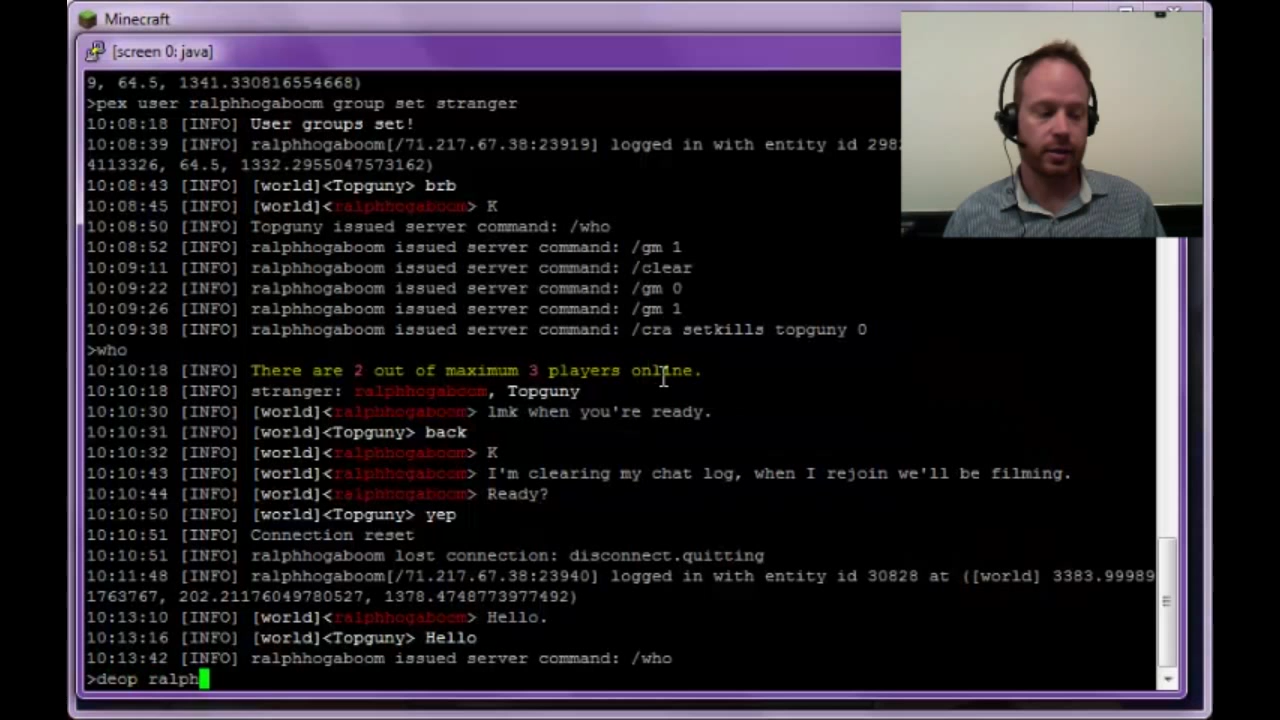 Minecraft
[screen 0: java]
9, 64.5, 1341.330816554668)
>pex user ralphhogaboom group set stranger
10:08:18 [INFO] User groups set!
10:08:39 [INFO] ralphhogaboom[/71.217.67.38:23919] logged in with entity id 298
4113326, 64.5, 1332.2955047573162)
10:08:43 [INFO] [world]<Topguny> brb
10:08:45 [INFO] [world]<ralphhogaboom> K
10:08:50 [INFO] Topguny issued server command: /who
10:08:52 [INFO] ralphhogaboom issued server command: /gm 1
10:09:11 [INFO] ralphhogaboom issued server command: /clear
10:09:22 [INFO] ralphhogaboom issued server command: /gm 0
10:09:26 [INFO] ralphhogaboom issued server command: /gm 1
10:09:38 [INFO] ralphhogaboom issued server command: /cra setkills topguny 0
>who
10:10:18 [INFO] There are 2 out of maximum 3 players online.
10:10:18 [INFO] stranger: ralphhogaboom, Topguny
10:10:30 [INFO] [world]<ralphhogaboom> lmk when you're ready.
10:10:31 [INFO] [world]<Topguny> back
10:10:32 [INFO] [world]<ralphhogaboom> K
10:10:43 [INFO] [world]<ralphhogaboom> I'm clearing my chat log, when I rejoin we'll be filming.
10:10:44 [INFO] [world]<ralphhogaboom> Ready?
10:10:50 [INFO] [world]<Topguny> yep
10:10:51 [INFO] Connection reset
10:10:51 [INFO] ralphhogaboom lost connection: disconnect.quitting
10:11:48 [INFO] ralphhogaboom[/71.217.67.38:23940] logged in with entity id 30828 at ([world] 3383.99989
1763767, 202.21176049780527, 1378.4748773977492)
10:13:10 [INFO] [world]<ralphhogaboom> Hello.
10:13:16 [INFO] [world]<Topguny> Hello
10:13:42 [INFO] ralphhogaboom issued server command: /who
>deop ralph